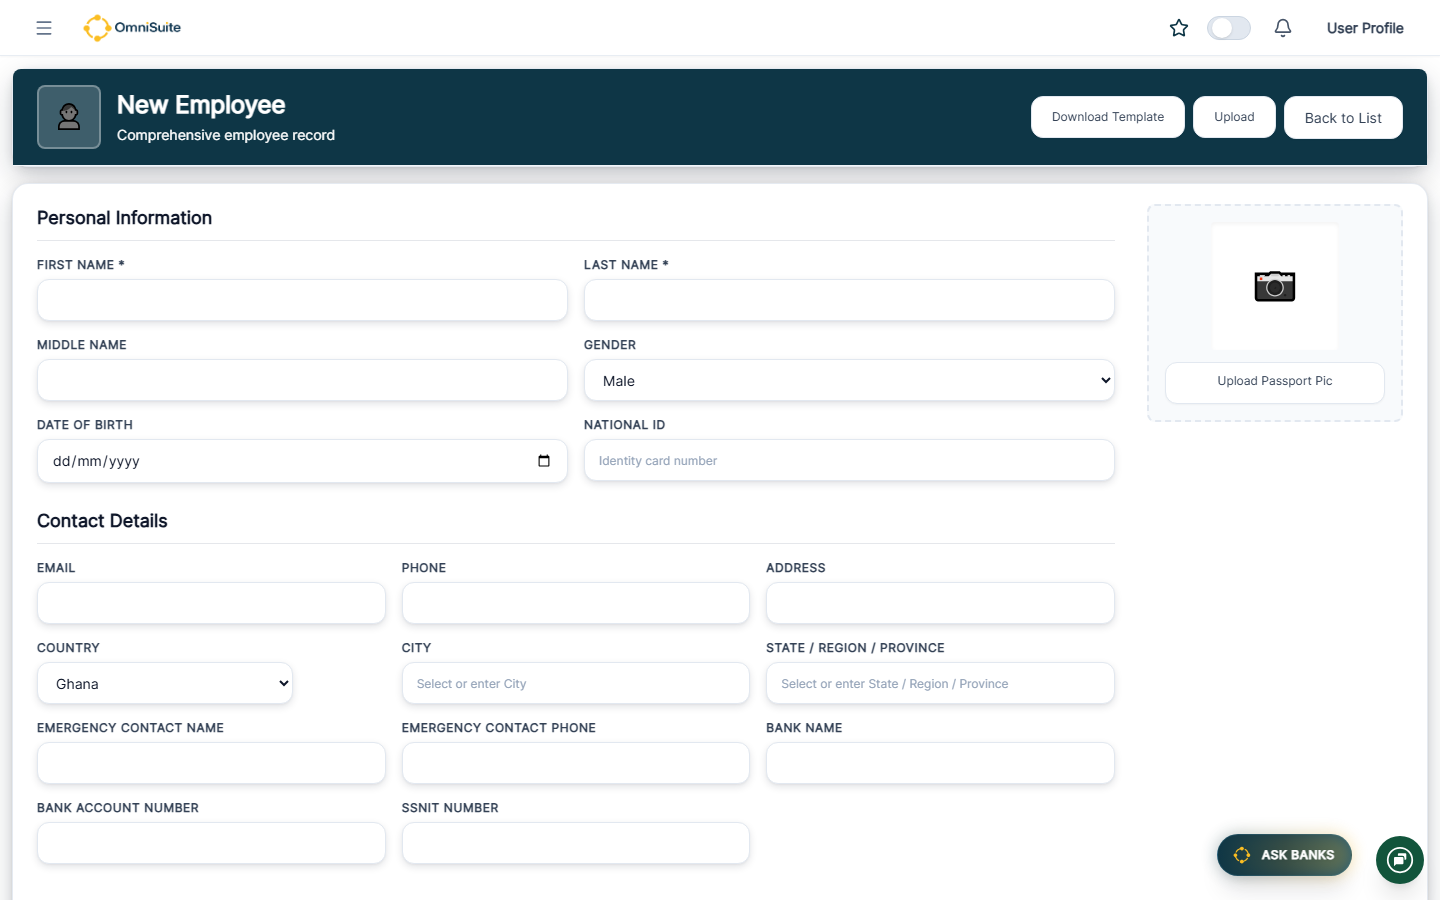 OmniSuite
User Profile
New Employee
Comprehensive employee record
Download Template
Upload
Back to List
Personal Information
FIRST NAME *
LAST NAME *
MIDDLE NAME
GENDER
Male
DATE OF BIRTH
NATIONAL ID
dd/mm/yyyy
Identity card number
Upload Passport Pic
Contact Details
EMAIL
PHONE
ADDRESS
COUNTRY
CITY
STATE / REGION / PROVINCE
Ghana
Select or enter City
Select or enter State / Region / Province
EMERGENCY CONTACT NAME
EMERGENCY CONTACT PHONE
BANK NAME
BANK ACCOUNT NUMBER
SSNIT NUMBER
ASK BANKS